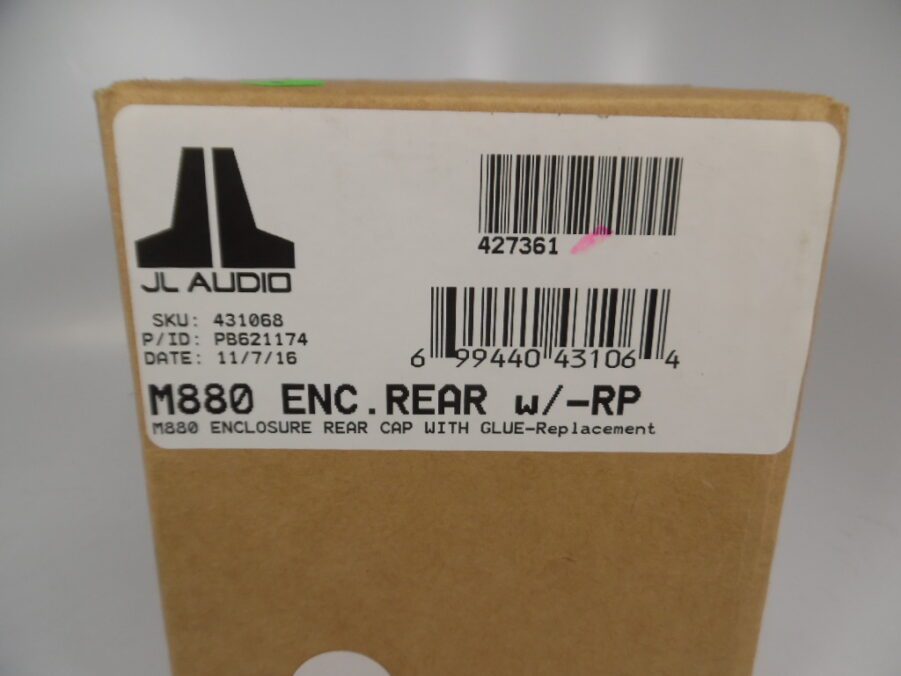 JL AUDIO
427361
SKU: 431068
P/ID: PB621174
DATE: 11/7/16
6 99440 43106 4
M880 ENC.REAR w/-RP
M880 ENCLOSURE REAR CAP WITH GLUE-Replacement